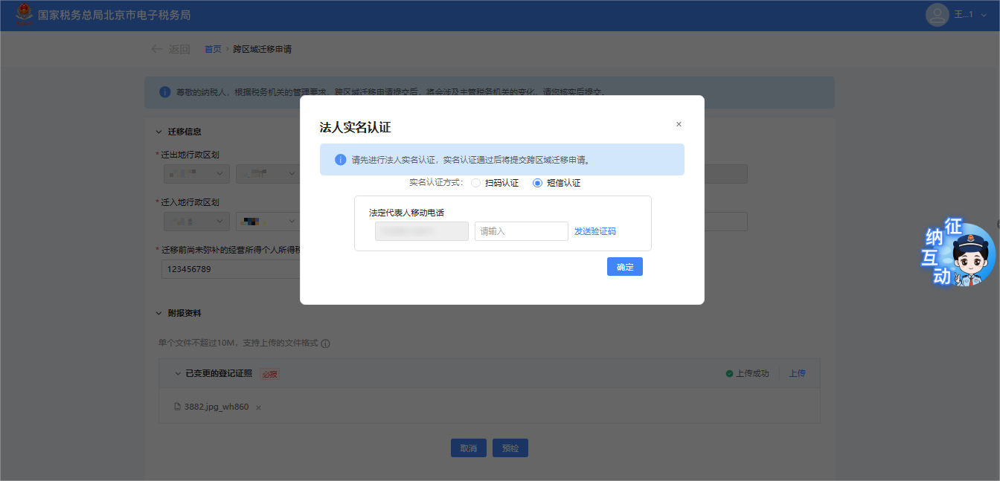 国家税务总局北京市电子税务局
王...1
返回
首页 › 跨区域迁移申请
尊敬的纳税人，根据税务机关的管理要求，跨区域迁移申请提交后，将会涉及主管税务机关的变化，请您核实后提交。
迁移信息
*迁出地行政区划
*迁入地行政区划
*迁移前尚未弥补的经营所得个人所得税
123456789
法人实名认证
×
请先进行法人实名认证，实名认证通过后将提交跨区域迁移申请。
实名认证方式： 扫码认证 短信认证
法定代表人移动电话
请输入
发送验证码
确定
征
纳
互
动
附报资料
单个文件不超过10M，支持上传的文件格式
已变更的登记证照 必报
上传成功
上传
3882.jpg_wh860 ×
取消
预检